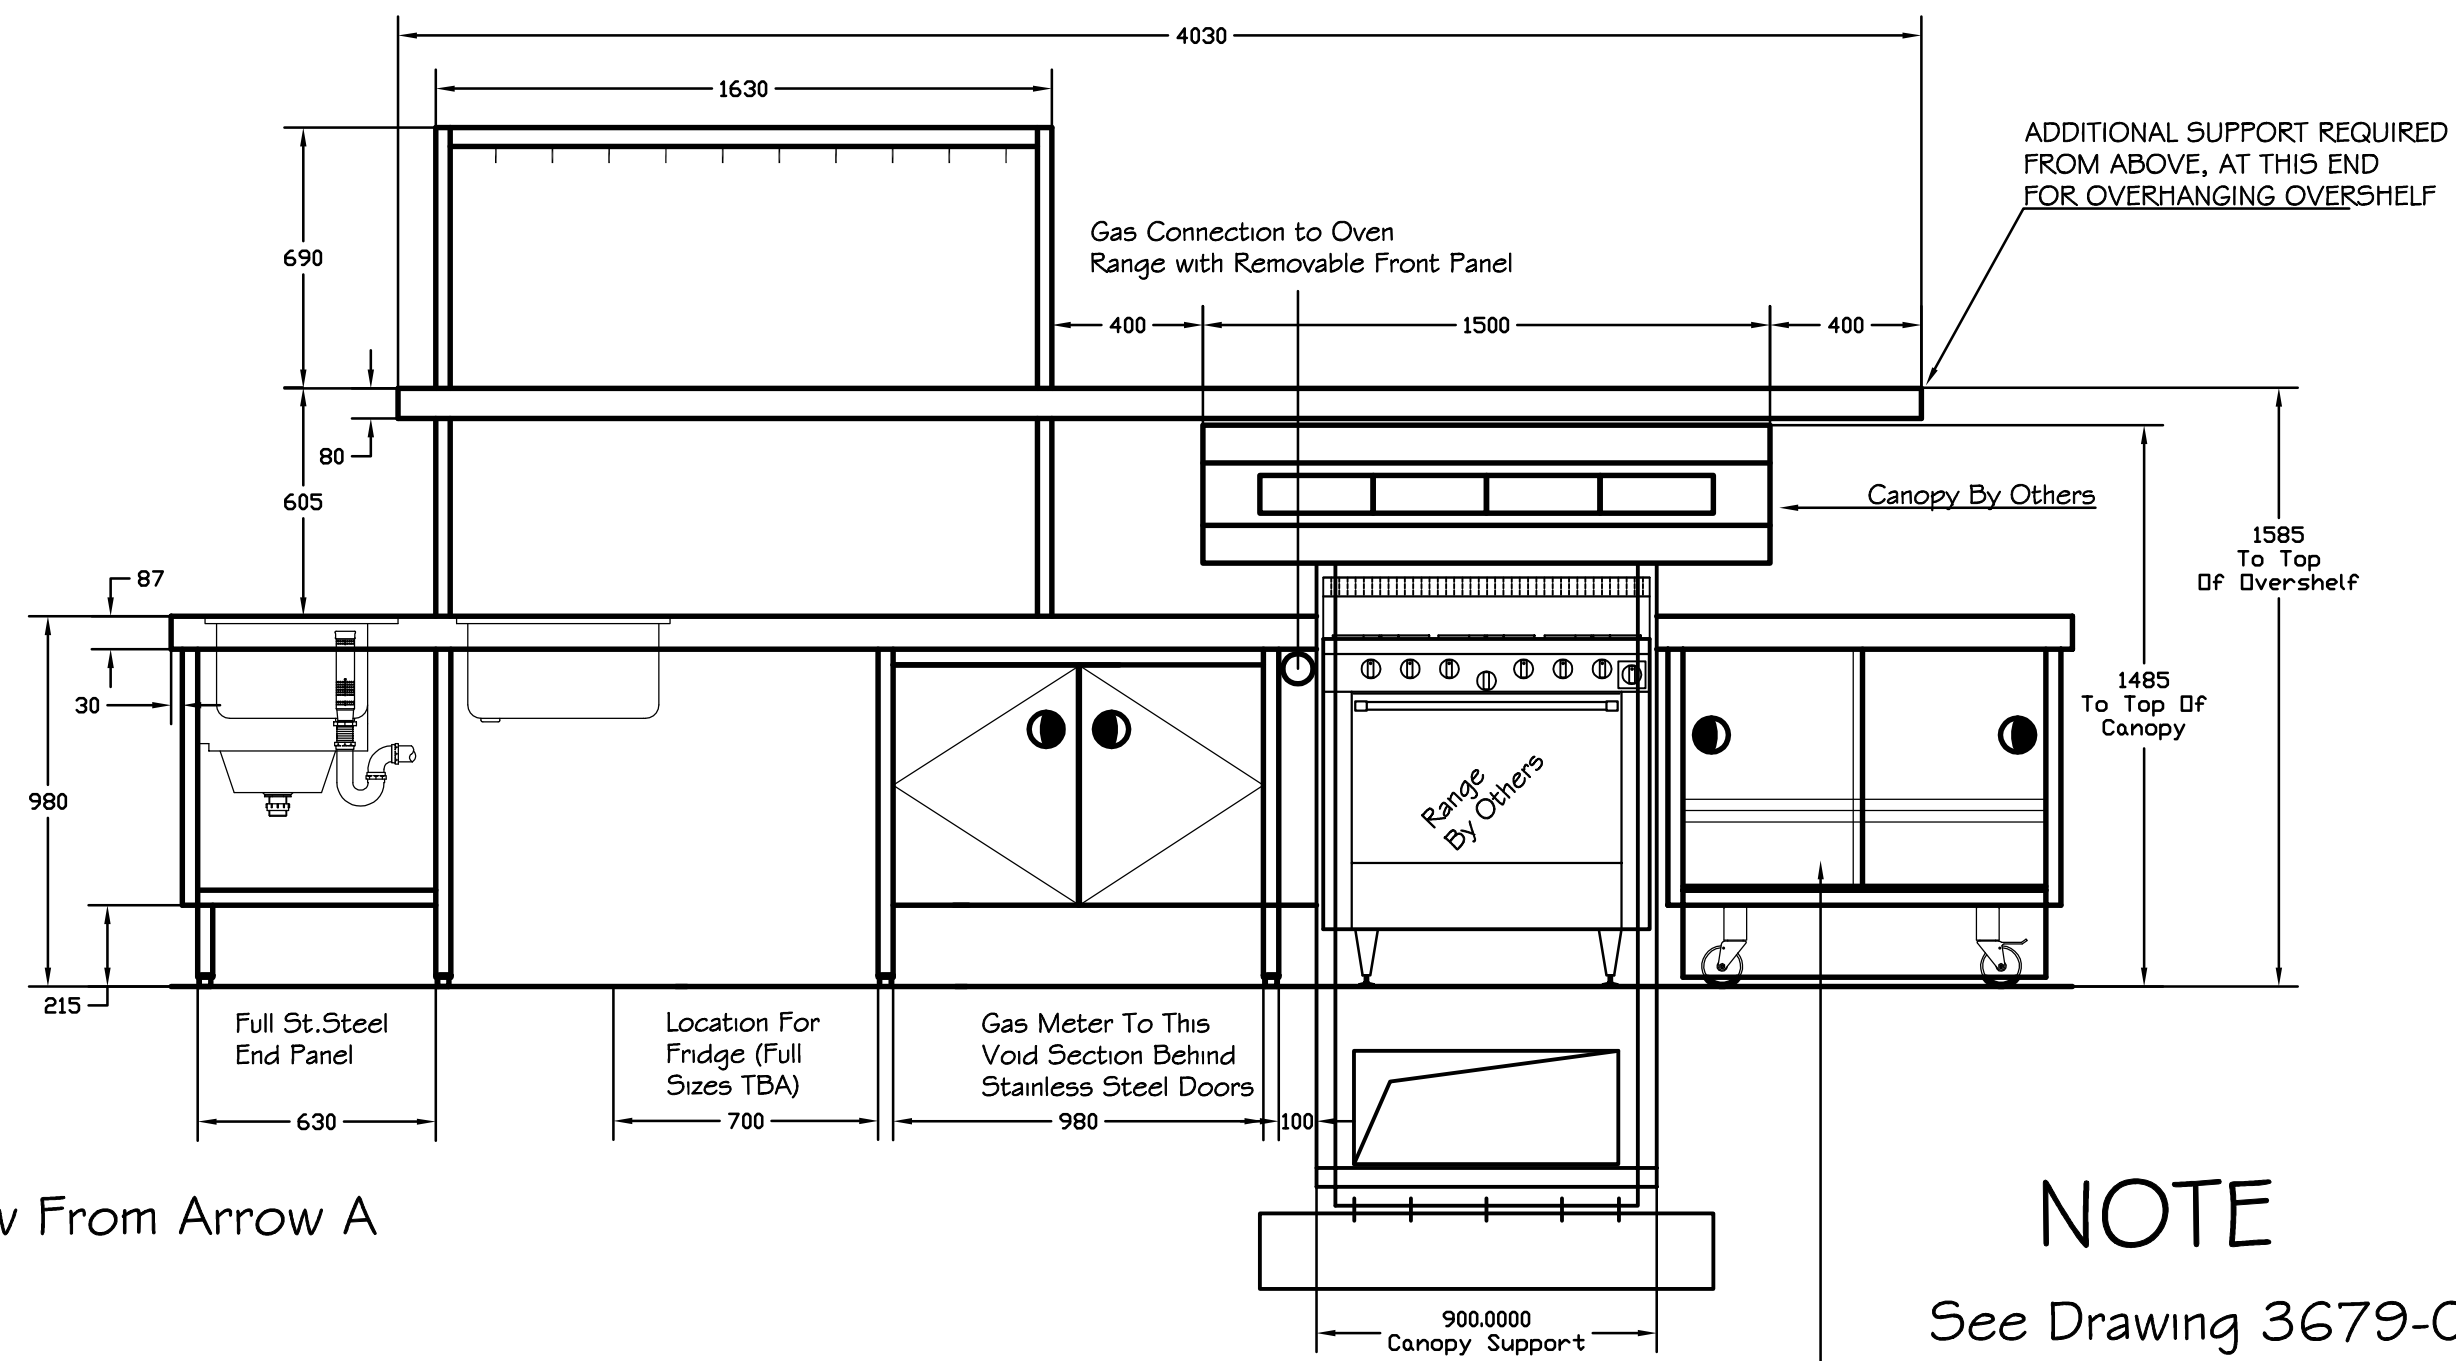 4030
1630
ADDITIONAL SUPPORT REQUIRED
FROM ABOVE, AT THIS END
FOR OVERHANGING OVERSHELF
690
Gas Connection to Oven
Range with Removable Front Panel
400
1500
400
80
605
Canopy By Others
1585
To Top
Of Overshelf
87
1485
To Top Of
Canopy
30
980
Range
By Others
215
Full St.Steel
End Panel
Location For
Fridge (Full
Sizes TBA)
Gas Meter To This
Void Section Behind
Stainless Steel Doors
630
700
980
100
From Arrow A
NOTE
See Drawing 3679-
900.0000
Canopy Support